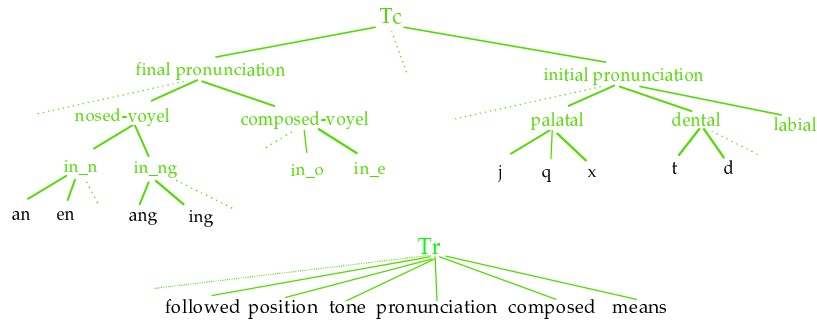 Tc
final pronunciation initial pronunciation
nosed-voyel composed-voyel palatal dental labial
in_n in_ng in_o in_e j q x t d
an en ang ing
Tr
followed position tone pronunciation composed means